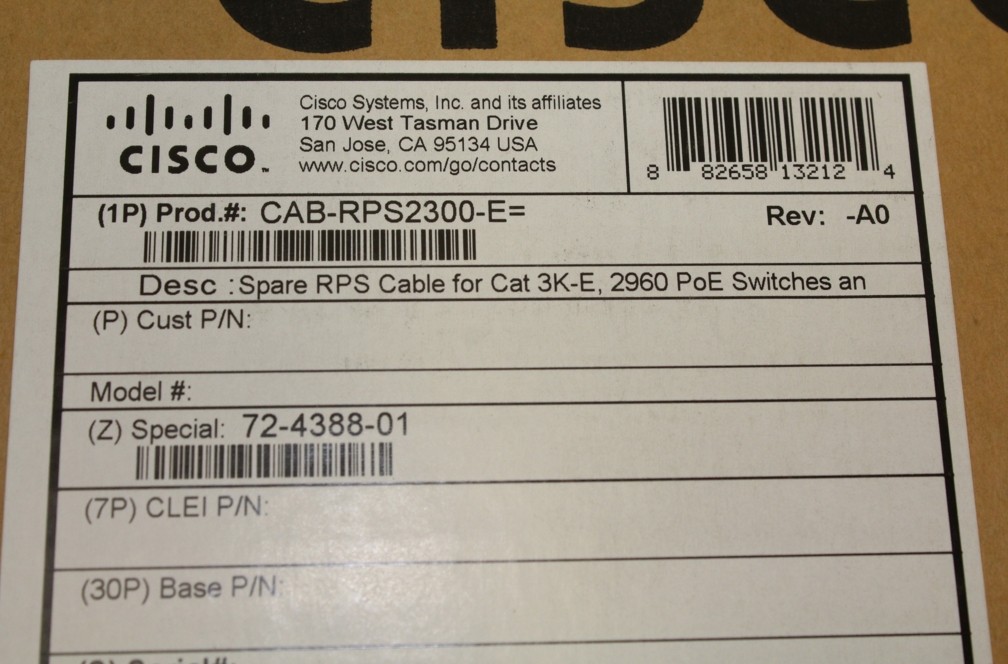 CISCO
CISCO™
Cisco Systems, Inc. and its affiliates
170 West Tasman Drive
San Jose, CA 95134 USA
www.cisco.com/go/contacts
8 82658 13212 4
(1P) Prod.#: CAB-RPS2300-E=
Rev: -A0
Desc :Spare RPS Cable for Cat 3K-E, 2960 PoE Switches an
(P) Cust P/N:
Model #:
(Z) Special: 72-4388-01
(7P) CLEI P/N:
(30P) Base P/N: